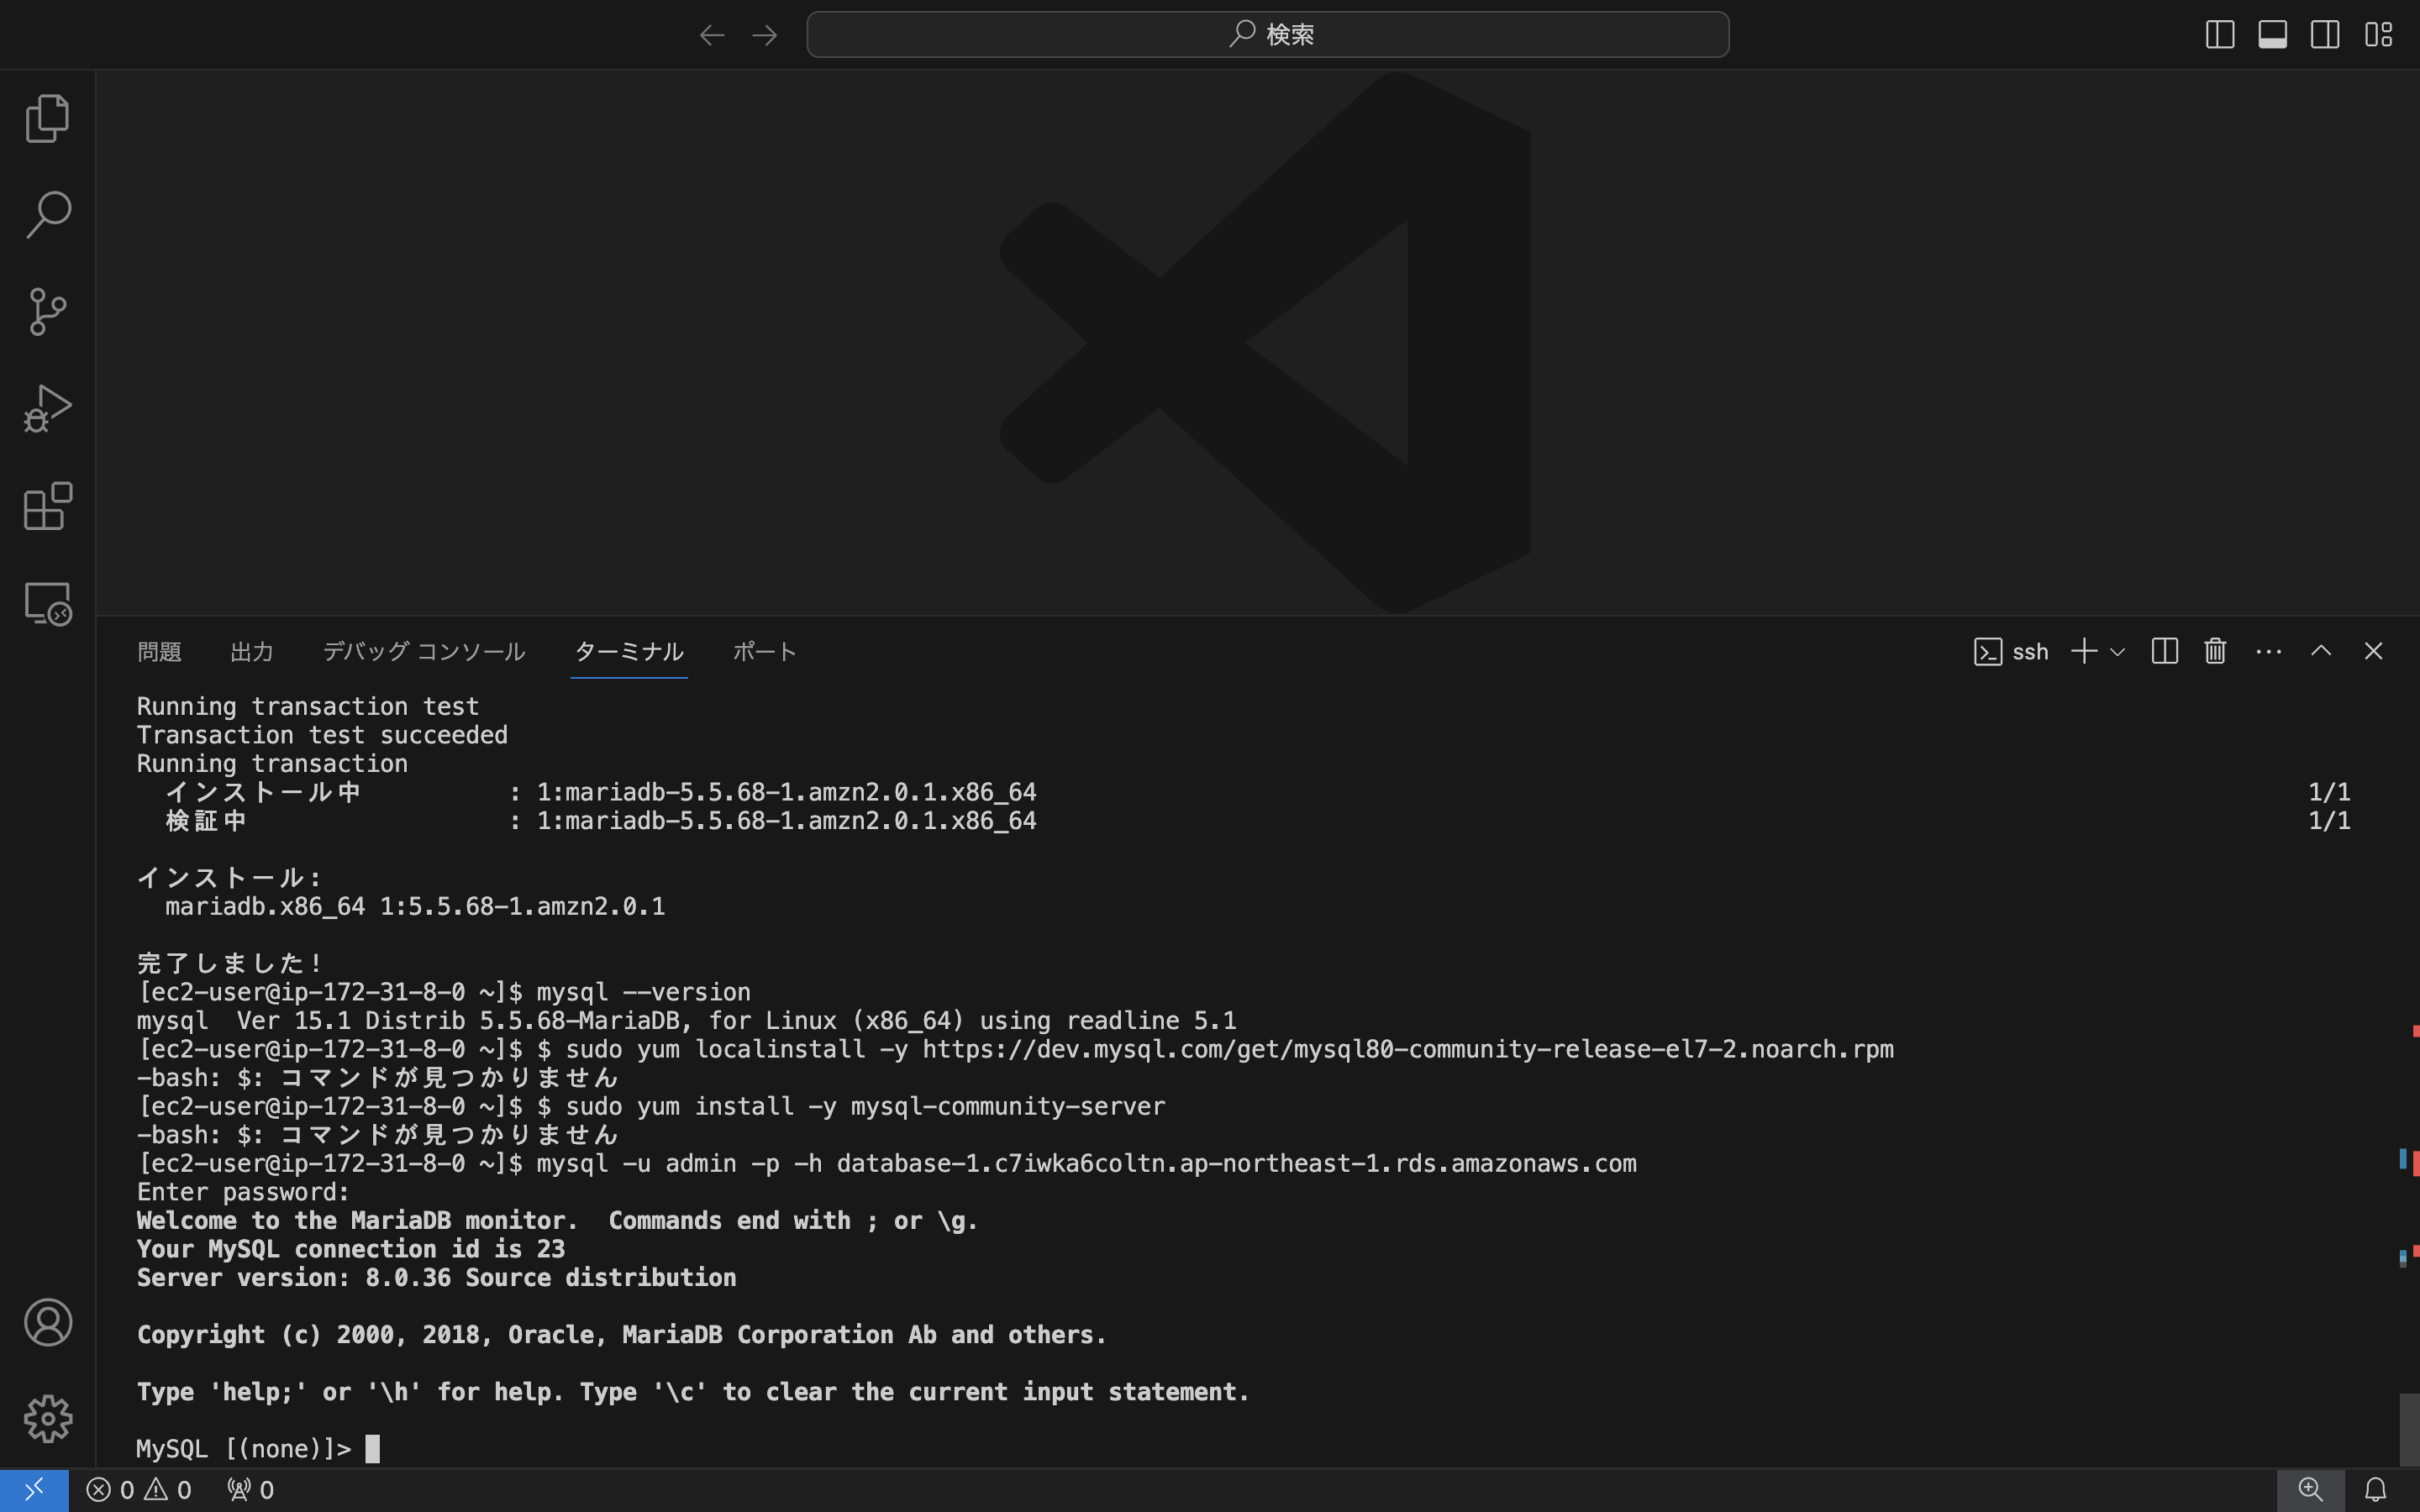 検索
問題 出力 デバッグ コンソール ターミナル ポート ssh
Running transaction test
Transaction test succeeded
Running transaction
インストール中 : 1:mariadb-5.5.68-1.amzn2.0.1.x86_64 1/1
検証中 : 1:mariadb-5.5.68-1.amzn2.0.1.x86_64 1/1
インストール:
mariadb.x86_64 1:5.5.68-1.amzn2.0.1
完了しました!
[ec2-user@ip-172-31-8-0 ~]$ mysql --version
mysql  Ver 15.1 Distrib 5.5.68-MariaDB, for Linux (x86_64) using readline 5.1
[ec2-user@ip-172-31-8-0 ~]$ $ sudo yum localinstall -y https://dev.mysql.com/get/mysql80-community-release-el7-2.noarch.rpm
-bash: $: コマンドが見つかりません
[ec2-user@ip-172-31-8-0 ~]$ $ sudo yum install -y mysql-community-server
-bash: $: コマンドが見つかりません
[ec2-user@ip-172-31-8-0 ~]$ mysql -u admin -p -h database-1.c7iwka6coltn.ap-northeast-1.rds.amazonaws.com
Enter password:
Welcome to the MariaDB monitor.  Commands end with ; or \g.
Your MySQL connection id is 23
Server version: 8.0.36 Source distribution
Copyright (c) 2000, 2018, Oracle, MariaDB Corporation Ab and others.
Type 'help;' or '\h' for help. Type '\c' to clear the current input statement.
MySQL [(none)]>
0 0 0